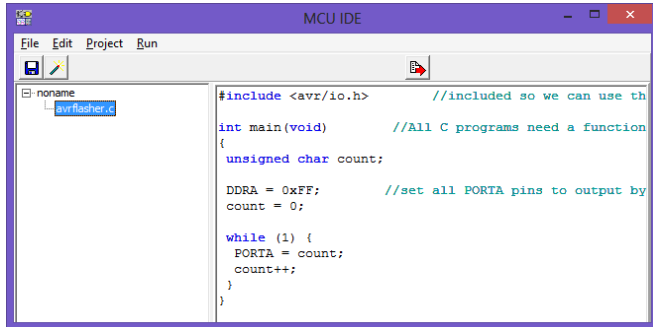 MCU IDE
File Edit Project Run
noname
avrflasher.c
#include <avr/io.h> //included so we can use th
int main(void) //All C programs need a function
{
unsigned char count;
DDRA = 0xFF; //set all PORTA pins to output by
count = 0;
while (1) {
PORTA = count;
count++;
}
}